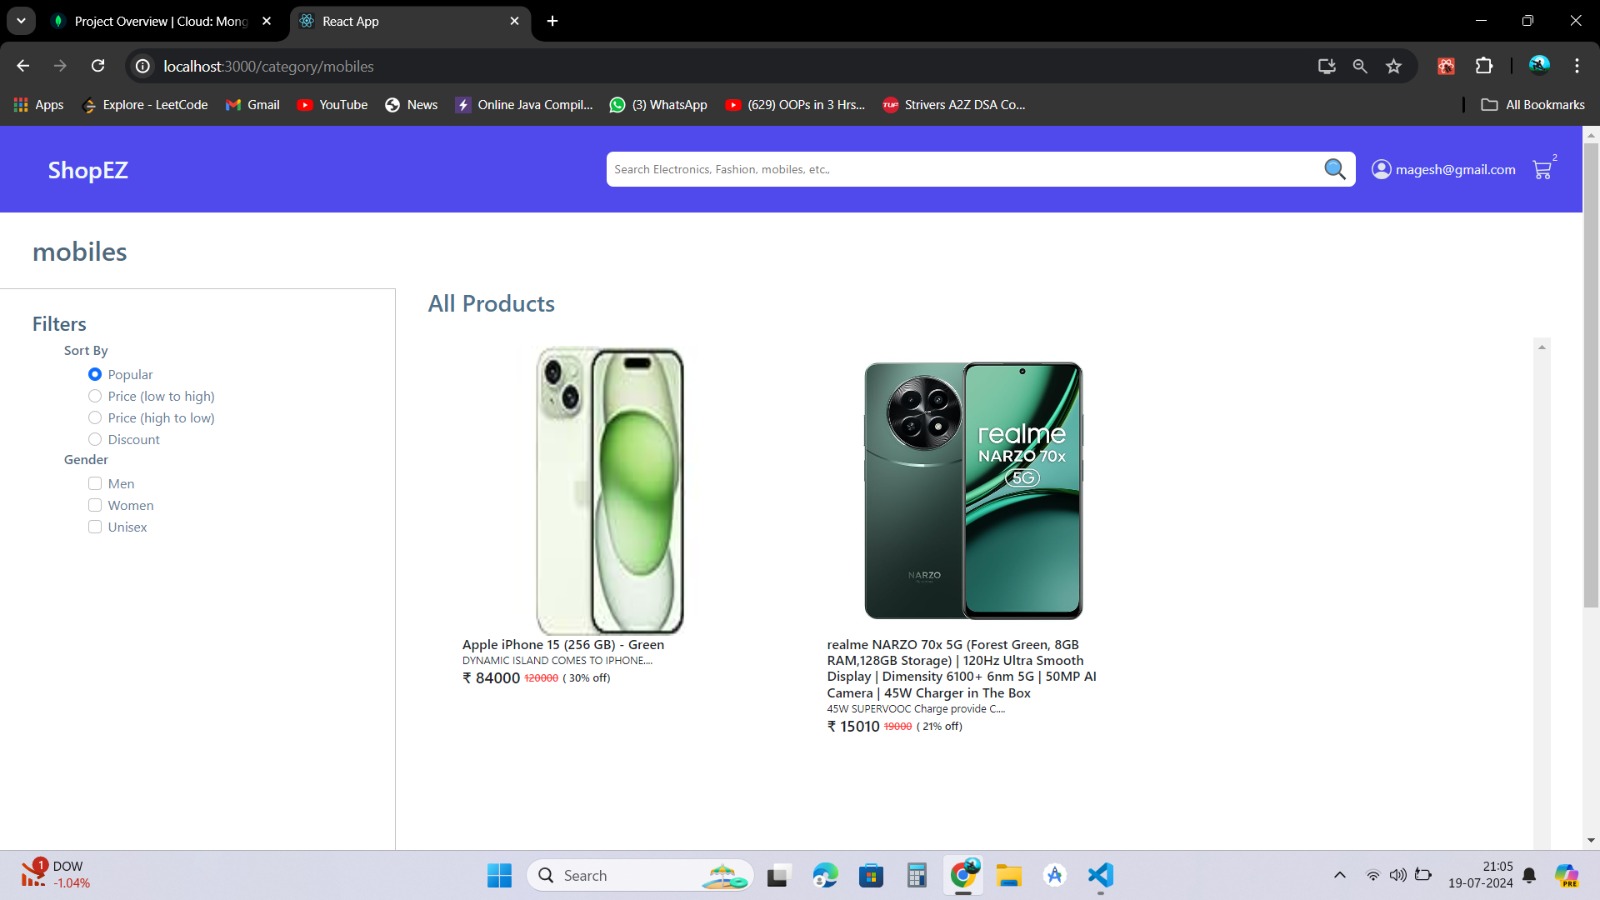 Project Overview | Cloud: Mong
React App
localhost:3000/category/mobiles
Apps
Explore - LeetCode
Gmail
YouTube
News
Online Java Compil...
(3) WhatsApp
(629) OOPs in 3 Hrs...
TUF
Strivers A2Z DSA Co...
All Bookmarks
ShopEZ
Search Electronics, Fashion, mobiles, etc..,
magesh@gmail.com
2
mobiles
Filters
Sort By
Popular
Price (low to high)
Price (high to low)
Discount
Gender
Men
Women
Unisex
All Products
realme
NARZO 70x
5G
NARZO
Apple iPhone 15 (256 GB) - Green
DYNAMIC ISLAND COMES TO IPHONE....
₹ 84000 120000 ( 30% off)
realme NARZO 70x 5G (Forest Green, 8GB
RAM,128GB Storage) | 120Hz Ultra Smooth
Display | Dimensity 6100+ 6nm 5G | 50MP AI
Camera | 45W Charger in The Box
45W SUPERVOOC Charge provide C....
₹ 15010 19000 ( 21% off)
1
DOW
-1.04%
Search
21:05
19-07-2024
PRE